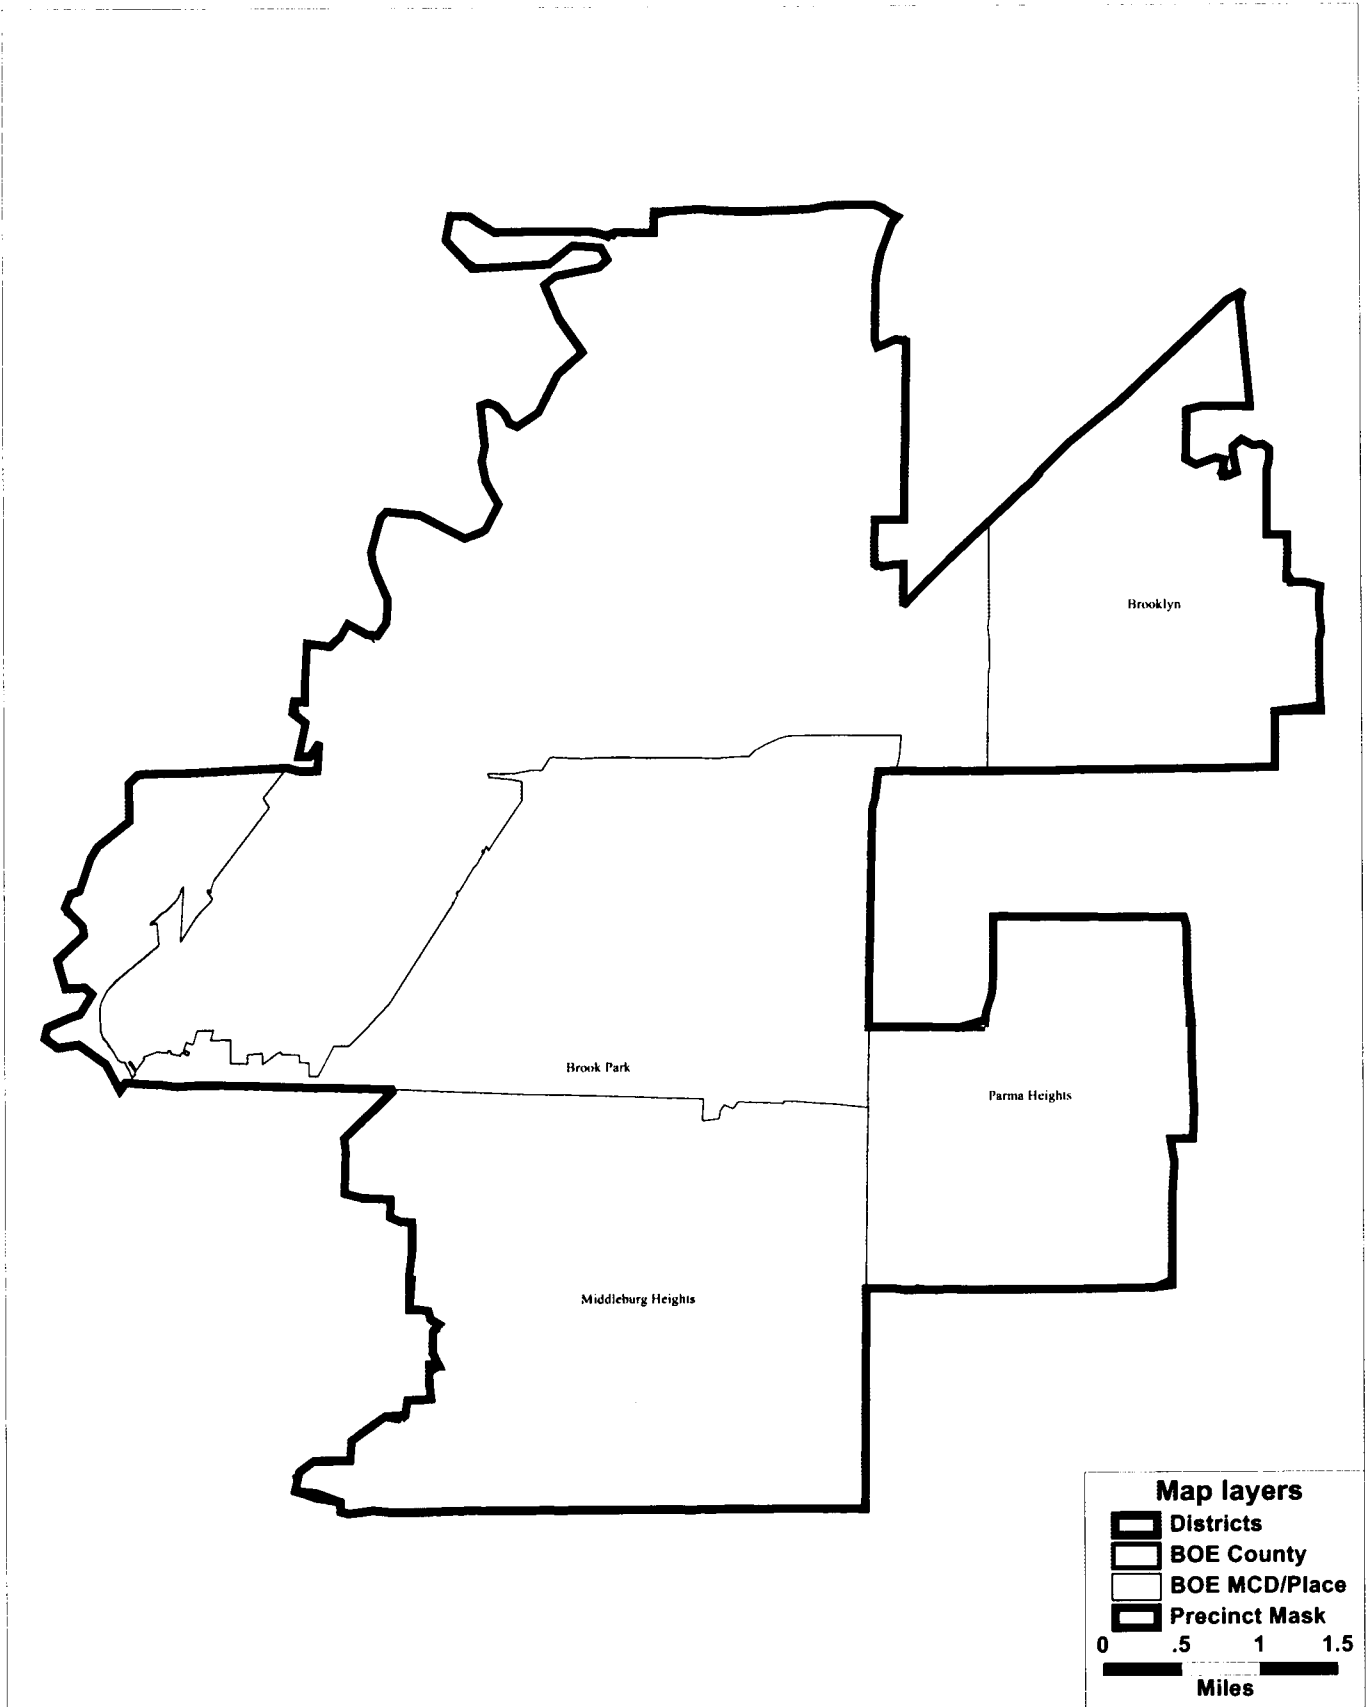 Brooklyn
Brook Park
Parma Heights
Middleburg Heights
Map layers
Districts
BOE County
BOE MCD/Place
Precinct Mask
0 .5 1 1.5
Miles